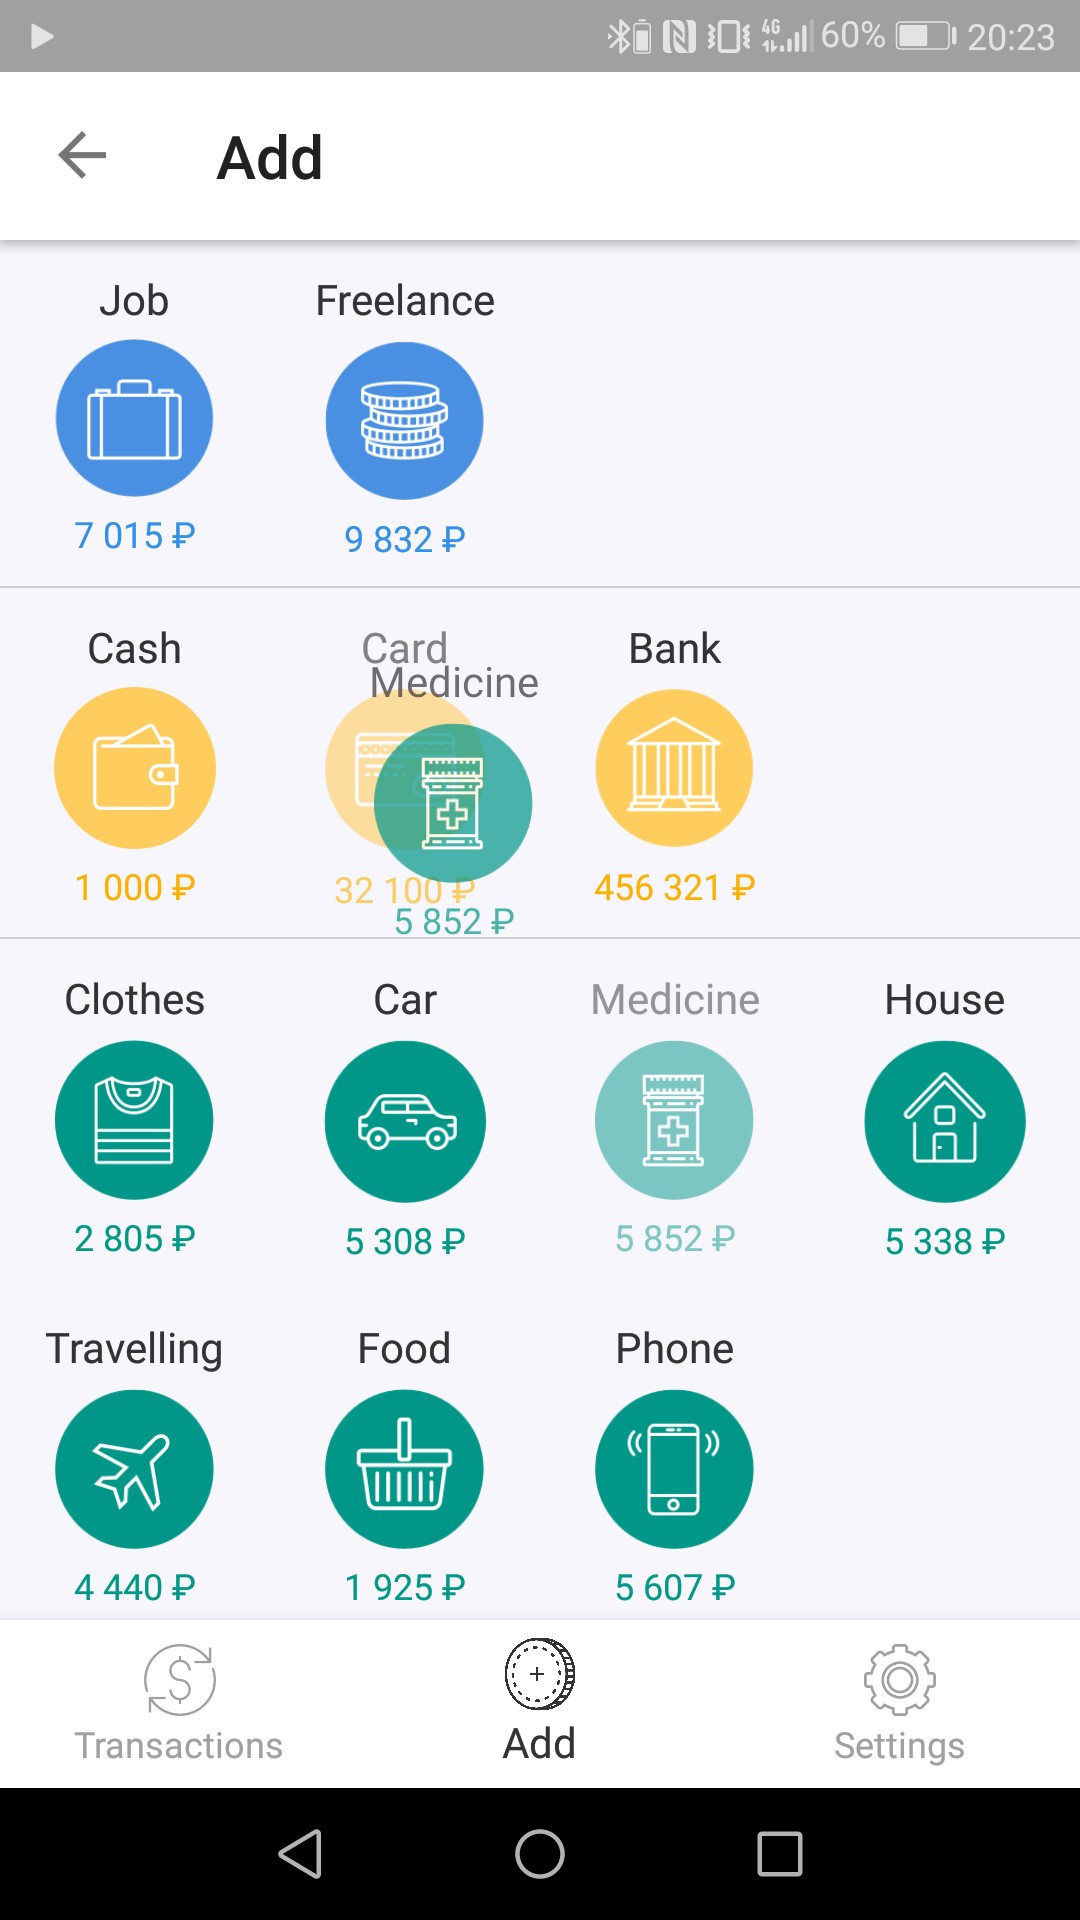 4G 60% 20:23
Add
Job Freelance
7 015 ₽ 9 832 ₽
Cash Card Bank
Medicine
1 000 ₽ 32 100 ₽ 456 321 ₽
5 852 ₽
Clothes Car Medicine House
2 805 ₽ 5 308 ₽ 5 852 ₽ 5 338 ₽
Travelling Food Phone
4 440 ₽ 1 925 ₽ 5 607 ₽
Transactions Add Settings